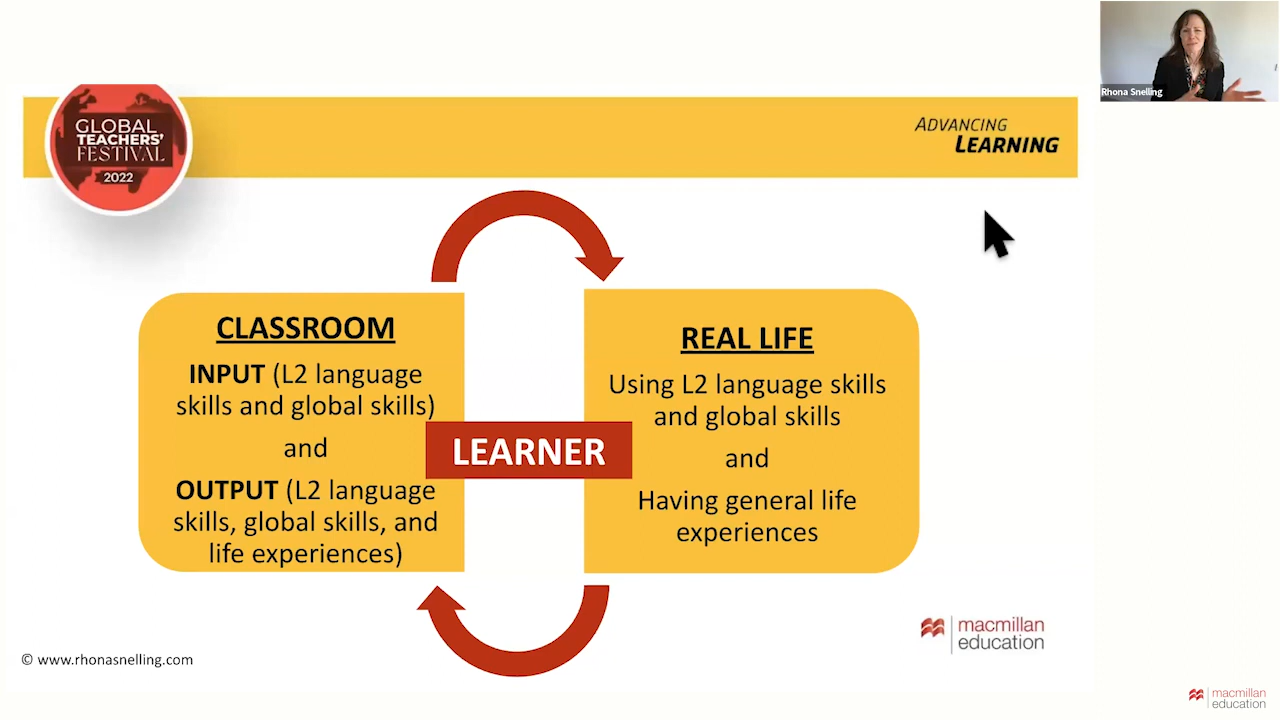 Rhona Snelling
GLOBAL
TEACHERS'
FESTIVAL
2022
ADVANCING
LEARNING
CLASSROOM
INPUT (L2 language
skills and global skills)
and
OUTPUT (L2 language
skills, global skills, and
life experiences)
LEARNER
REAL LIFE
Using L2 language skills
and global skills
and
Having general life
experiences
© www.rhonasnelling.com
macmillan
education
macmillan
education